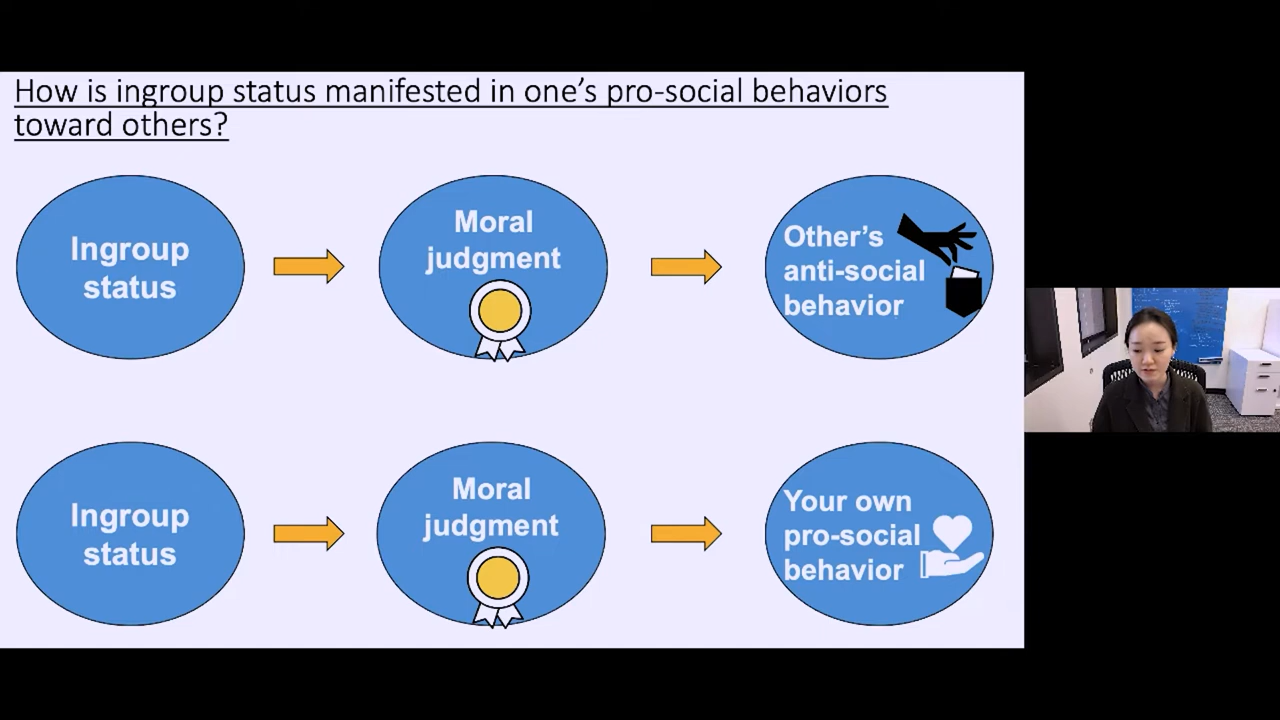 How is ingroup status manifested in one’s pro-social behaviors
toward others?
Ingroup
status
Moral
judgment
Other’s
anti-social
behavior
Ingroup
status
Moral
judgment
Your own
pro-social
behavior